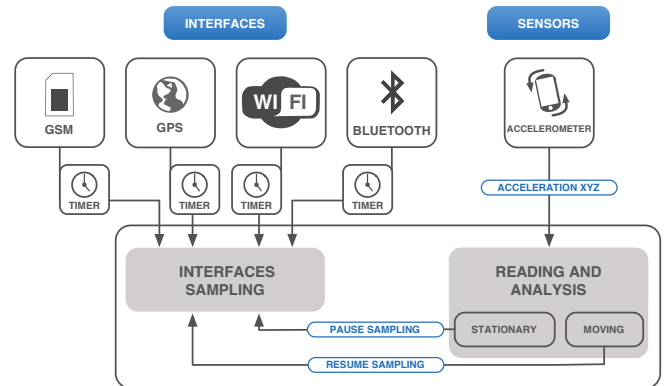 INTERFACES
SENSORS
GSM
GPS
WI FI
BLUETOOTH
ACCELEROMETER
TIMER
TIMER
TIMER
TIMER
ACCELERATION XYZ
INTERFACES
SAMPLING
READING AND
ANALYSIS
PAUSE SAMPLING
STATIONARY
MOVING
RESUME SAMPLING